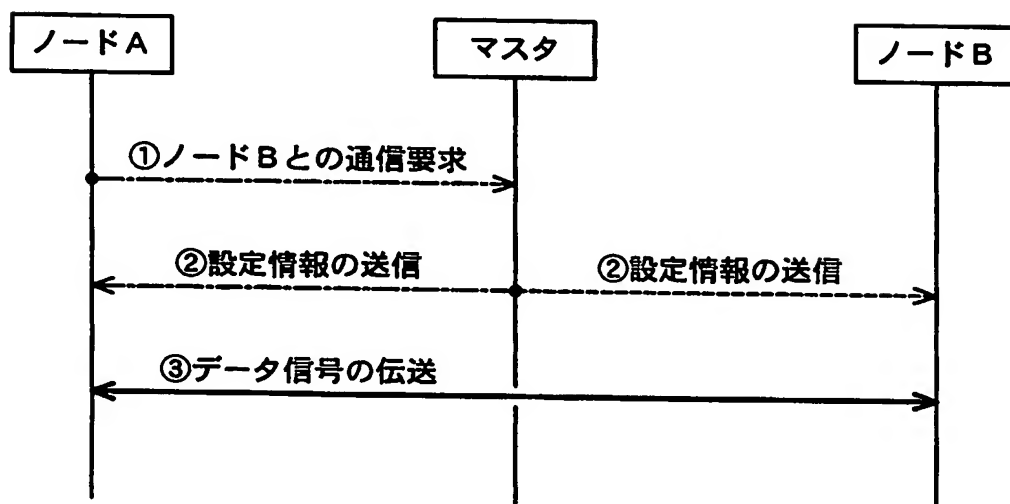 ノードA
マスタ
ノードB
①ノードBとの通信要求
②設定情報の送信
②設定情報の送信
③データ信号の伝送